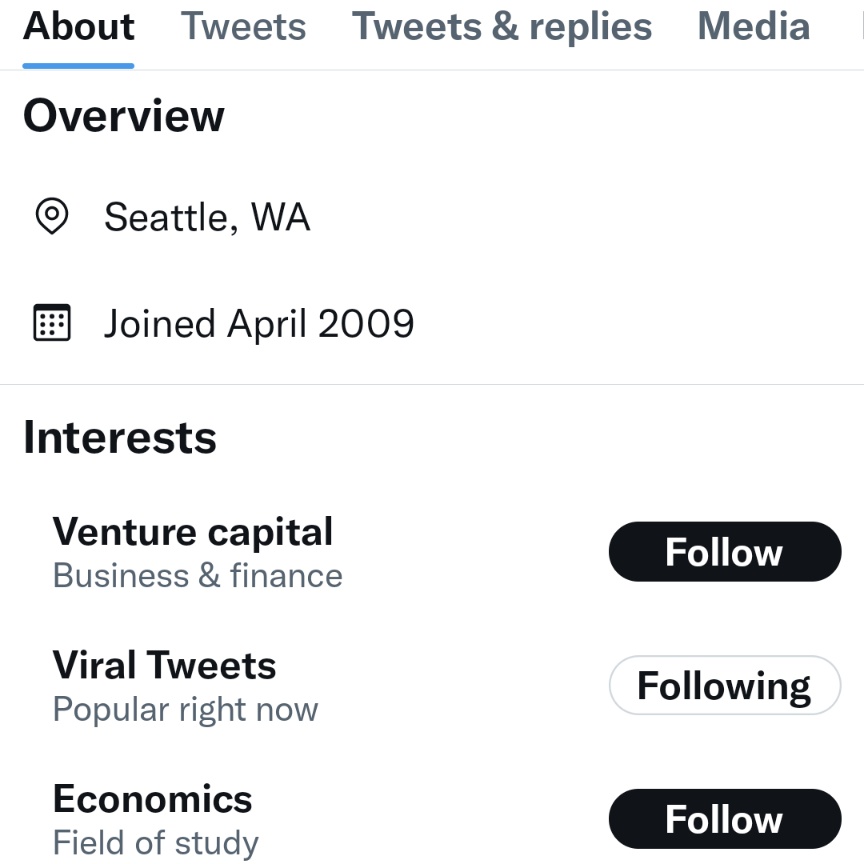 About Tweets Tweets & replies Media
Overview
Seattle, WA
Joined April 2009
Interests
Venture capital
Business & finance
Follow
Viral Tweets
Popular right now
Following
Economics
Field of study
Follow